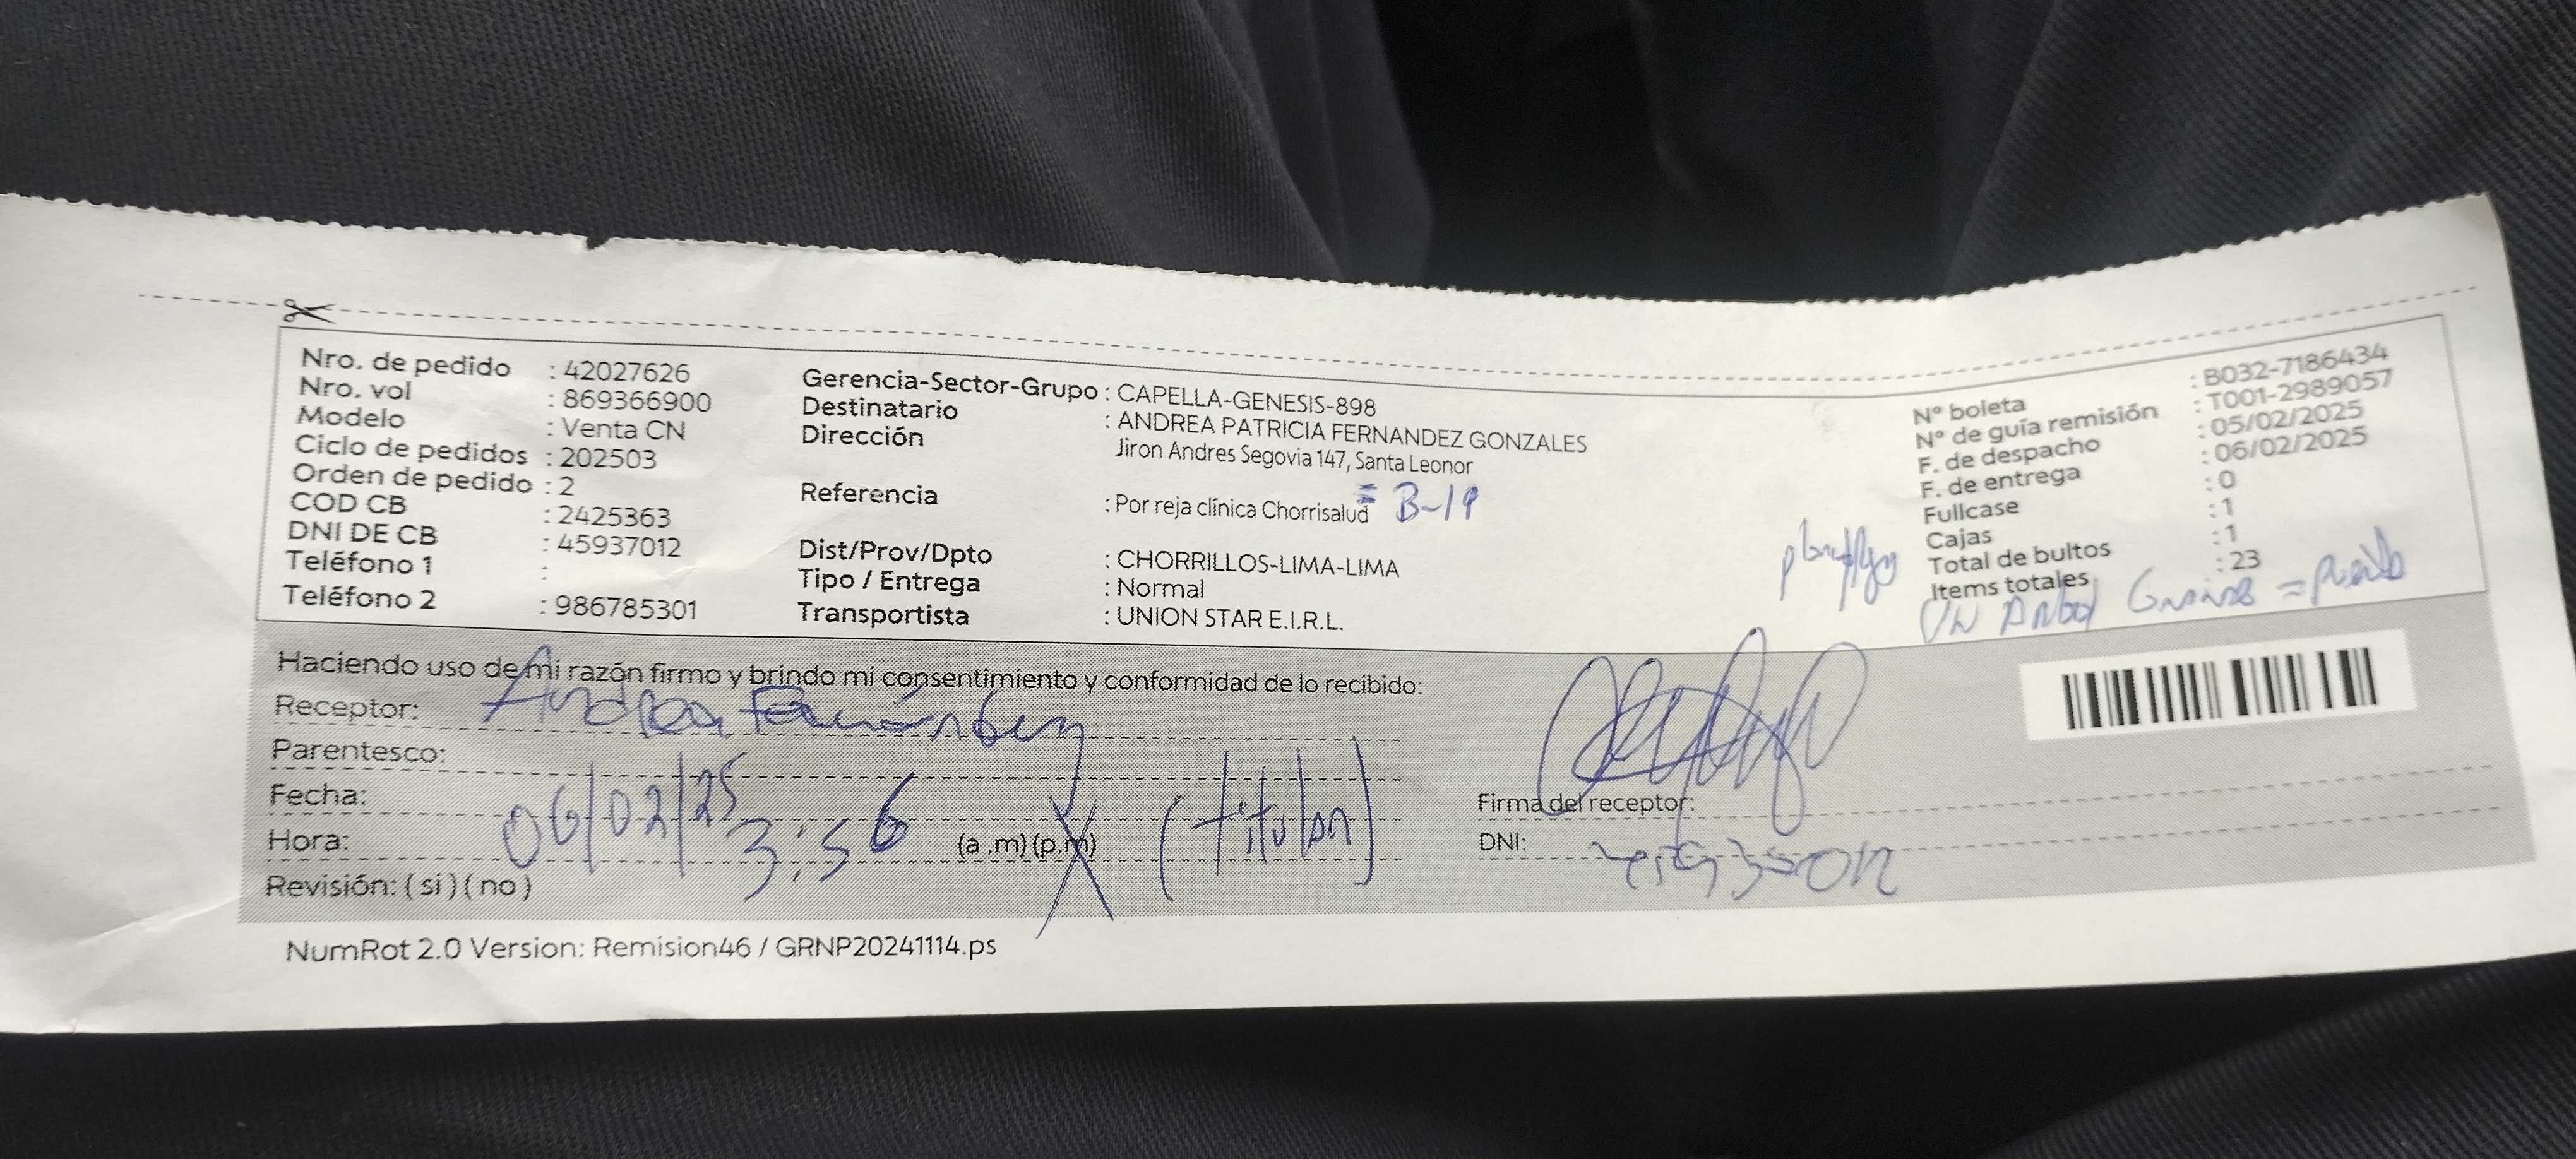 Nro. de pedido : 42027626
Nro. vol : 869366900
Modelo : Venta CN
Ciclo de pedidos : 202503
Orden de pedido : 2
COD CB : 2425363
DNI DE CB : 45937012
Teléfono 1 :
Teléfono 2 : 986785301
Gerencia-Sector-Grupo : CAPELLA-GENESIS-898
Destinatario : ANDREA PATRICIA FERNANDEZ GONZALES
Dirección Jiron Andres Segovia 147, Santa Leonor
Referencia : Por reja clínica Chorrisalud = B-19
Dist/Prov/Dpto : CHORRILLOS-LIMA-LIMA
Tipo / Entrega : Normal
Transportista : UNION STAR E.I.R.L.
N° boleta : B032-7186434
N° de guía remisión : T001-2989057
F. de despacho : 05/02/2025
F. de entrega : 06/02/2025
Fullcase : 0
Cajas : 1
Total de bultos : 1
Items totales : 23
Haciendo uso de mi razón firmo y brindo mi consentimiento y conformidad de lo recibido:
Receptor: Andrea Fernández
Parentesco:
Fecha: 06/02/25
Hora: 3:56 (a .m) (p.m) X (titular)
Revisión: ( si ) ( no )
Firma del receptor:
DNI:
NumRot 2.0 Version: Remision46 / GRNP20241114.ps